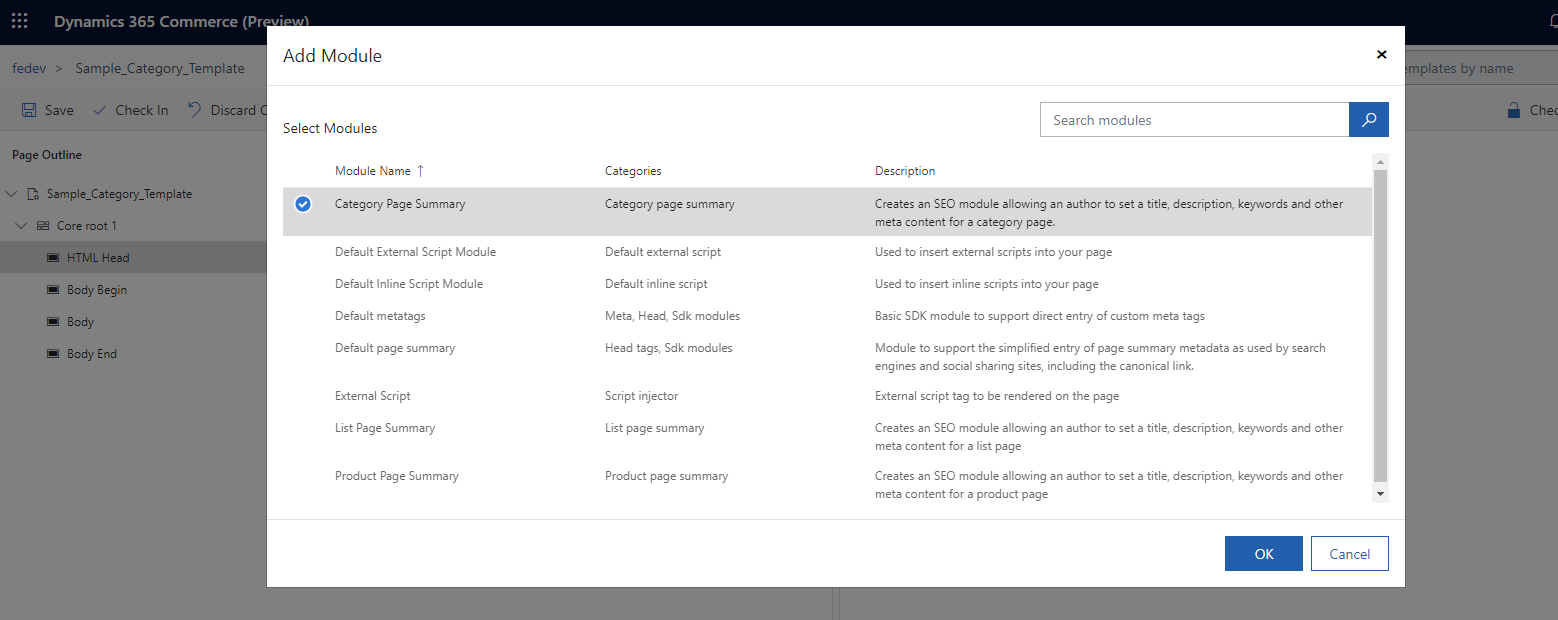 Dynamics 365 Commerce (Preview)
fedev > Sample_Category_Template
emplates by name
Save Check In Discard C
Chec
Page Outline
Sample_Category_Template
Core root 1
HTML Head
Body Begin
Body
Body End
Add Module
Select Modules
Search modules
Module Name ↑ Categories Description
Category Page Summary Category page summary Creates an SEO module allowing an author to set a title, description, keywords and other
meta content for a category page.
Default External Script Module Default external script Used to insert external scripts into your page
Default Inline Script Module Default inline script Used to insert inline scripts into your page
Default metatags Meta, Head, Sdk modules Basic SDK module to support direct entry of custom meta tags
Default page summary Head tags, Sdk modules Module to support the simplified entry of page summary metadata as used by search
engines and social sharing sites, including the canonical link.
External Script Script injector External script tag to be rendered on the page
List Page Summary List page summary Creates an SEO module allowing an author to set a title, description, keywords and other
meta content for a list page
Product Page Summary Product page summary Creates an SEO module allowing an author to set a title, description, keywords and other
meta content for a product page
OK Cancel